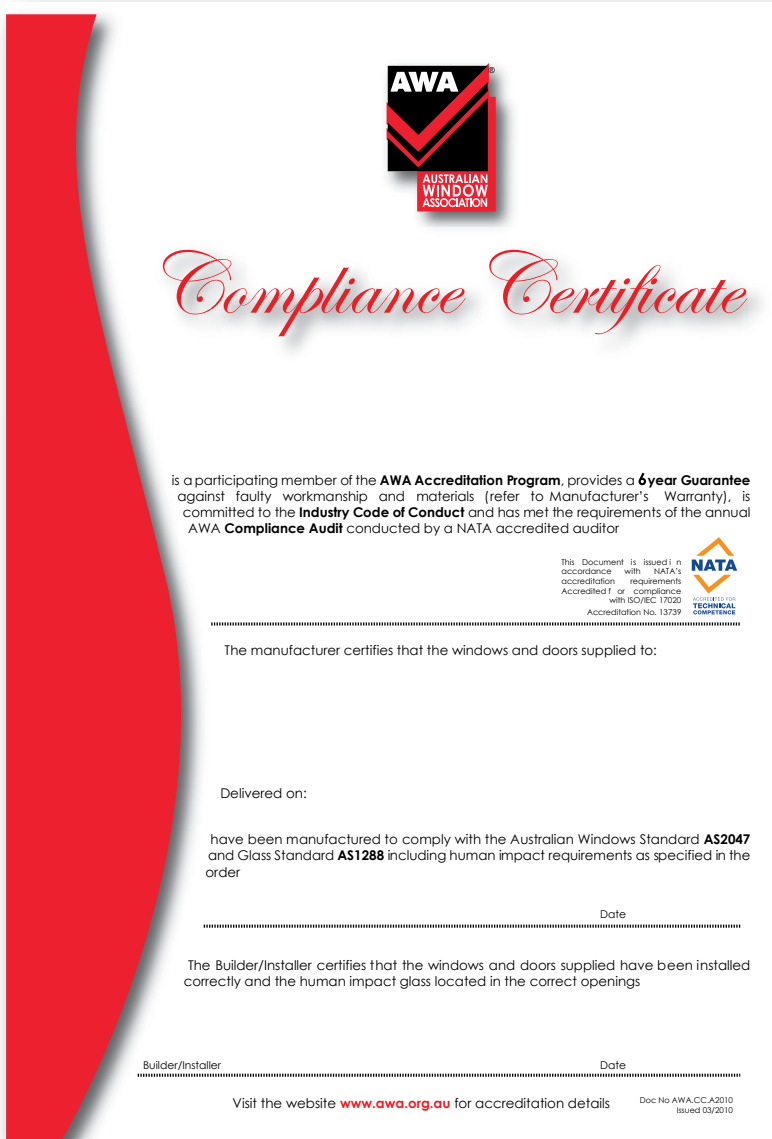 AWA®
AUSTRALIAN
WINDOW
ASSOCIATION
Compliance Certificate
is a participating member of the AWA Accreditation Program, provides a 6 year Guarantee
against faulty workmanship and materials (refer to Manufacturer's Warranty), is
committed to the Industry Code of Conduct and has met the requirements of the annual
AWA Compliance Audit conducted by a NATA accredited auditor
This Document is issued i n
accordance with NATA's
accreditation requirements
Accredited f or compliance
with ISO/IEC 17020
Accreditation No. 13739
NATA
ACCREDITED FOR
TECHNICAL
COMPETENCE
The manufacturer certifies that the windows and doors supplied to:
Delivered on:
have been manufactured to comply with the Australian Windows Standard AS2047
and Glass Standard AS1288 including human impact requirements as specified in the
order
Date
The Builder/Installer certifies that the windows and doors supplied have been installed
correctly and the human impact glass located in the correct openings
Builder/Installer Date
Visit the website www.awa.org.au for accreditation details
Doc No AWA.CC.A2010
Issued 03/2010